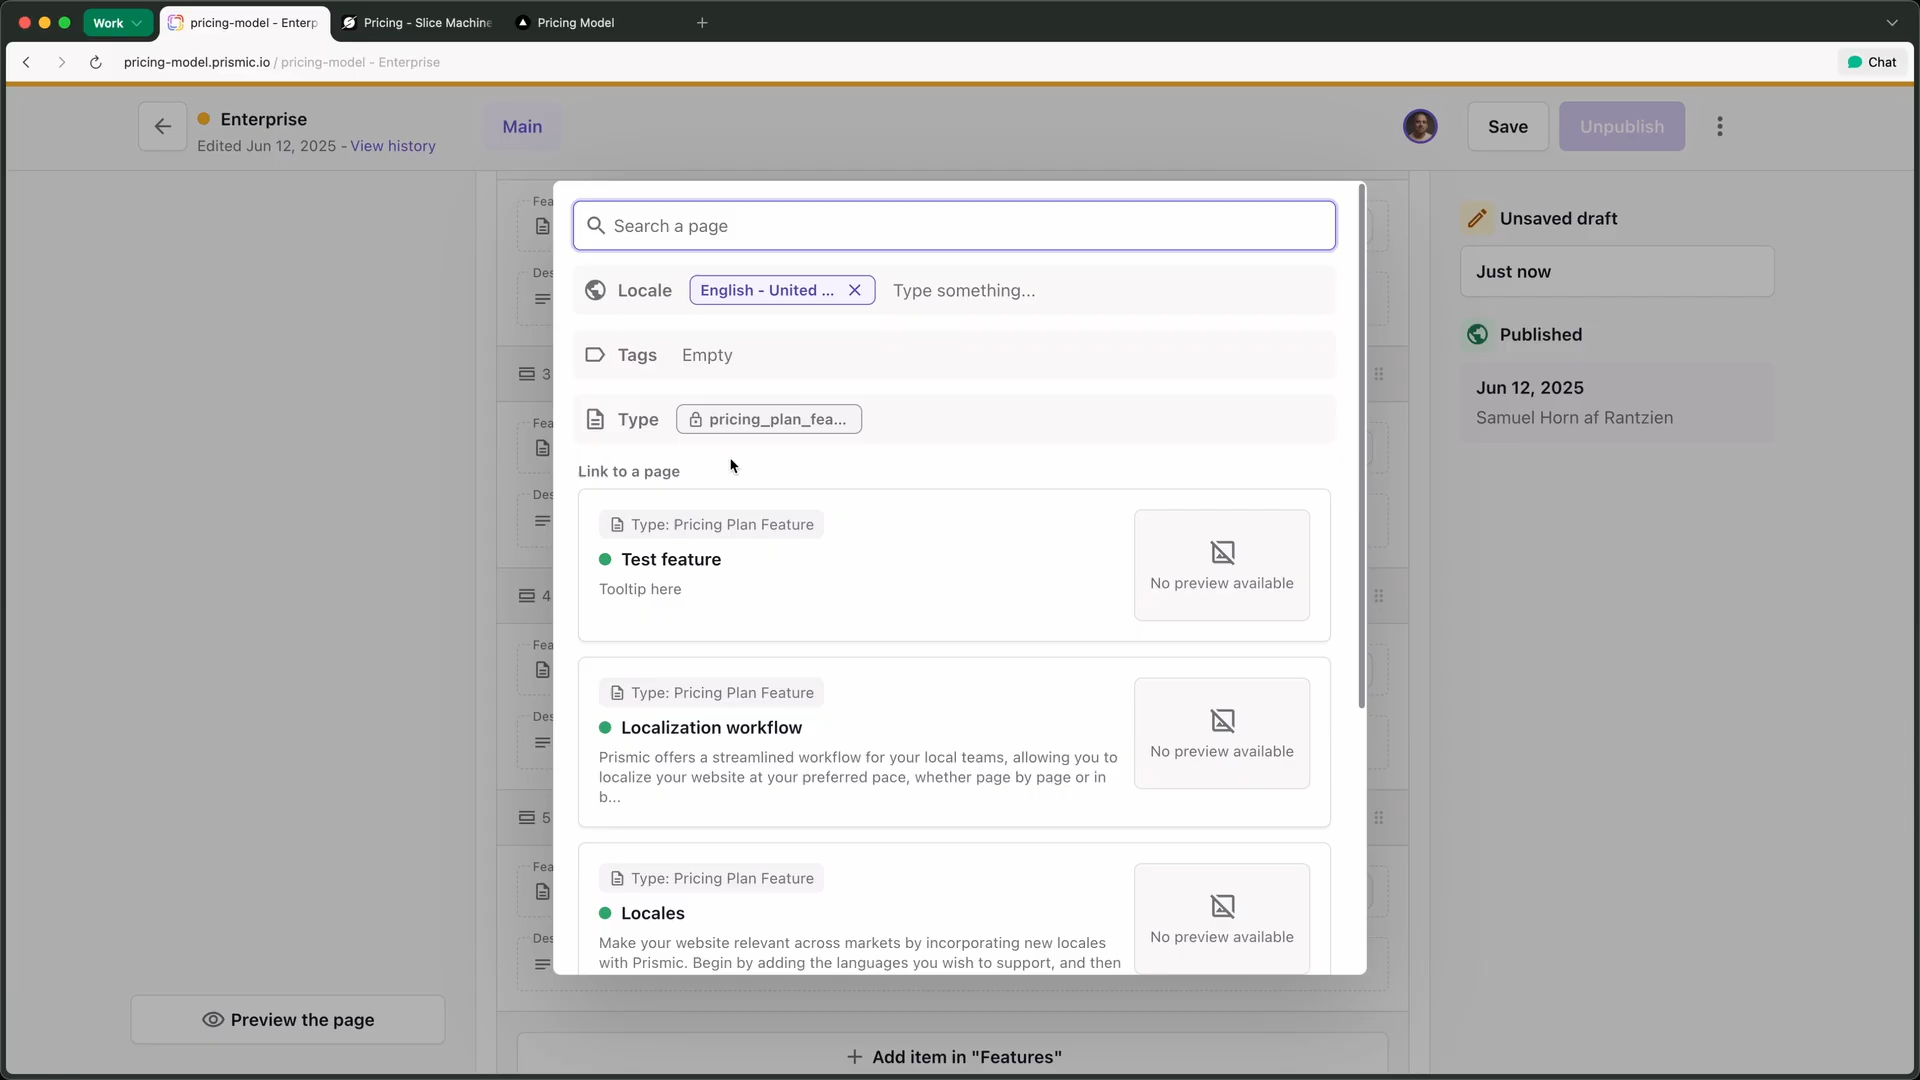 Work
pricing-model - Enterp
Pricing - Slice Machine
Pricing Model
pricing-model.prismic.io / pricing-model - Enterprise
Chat
Enterprise
Edited Jun 12, 2025 - View history
Main
Save
Unpublish
Search a page
Locale
English - United ...
Type something...
Tags
Empty
Type
pricing_plan_fea...
Link to a page
Type: Pricing Plan Feature
Test feature
Tooltip here
No preview available
Type: Pricing Plan Feature
Localization workflow
Prismic offers a streamlined workflow for your local teams, allowing you to
localize your website at your preferred pace, whether page by page or in
b...
No preview available
Type: Pricing Plan Feature
Locales
Make your website relevant across markets by incorporating new locales
with Prismic. Begin by adding the languages you wish to support, and then
No preview available
Fea
Des
3
Fea
Des
4
Fea
Des
5
Fea
Des
Unsaved draft
Just now
Published
Jun 12, 2025
Samuel Horn af Rantzien
Preview the page
Add item in "Features"